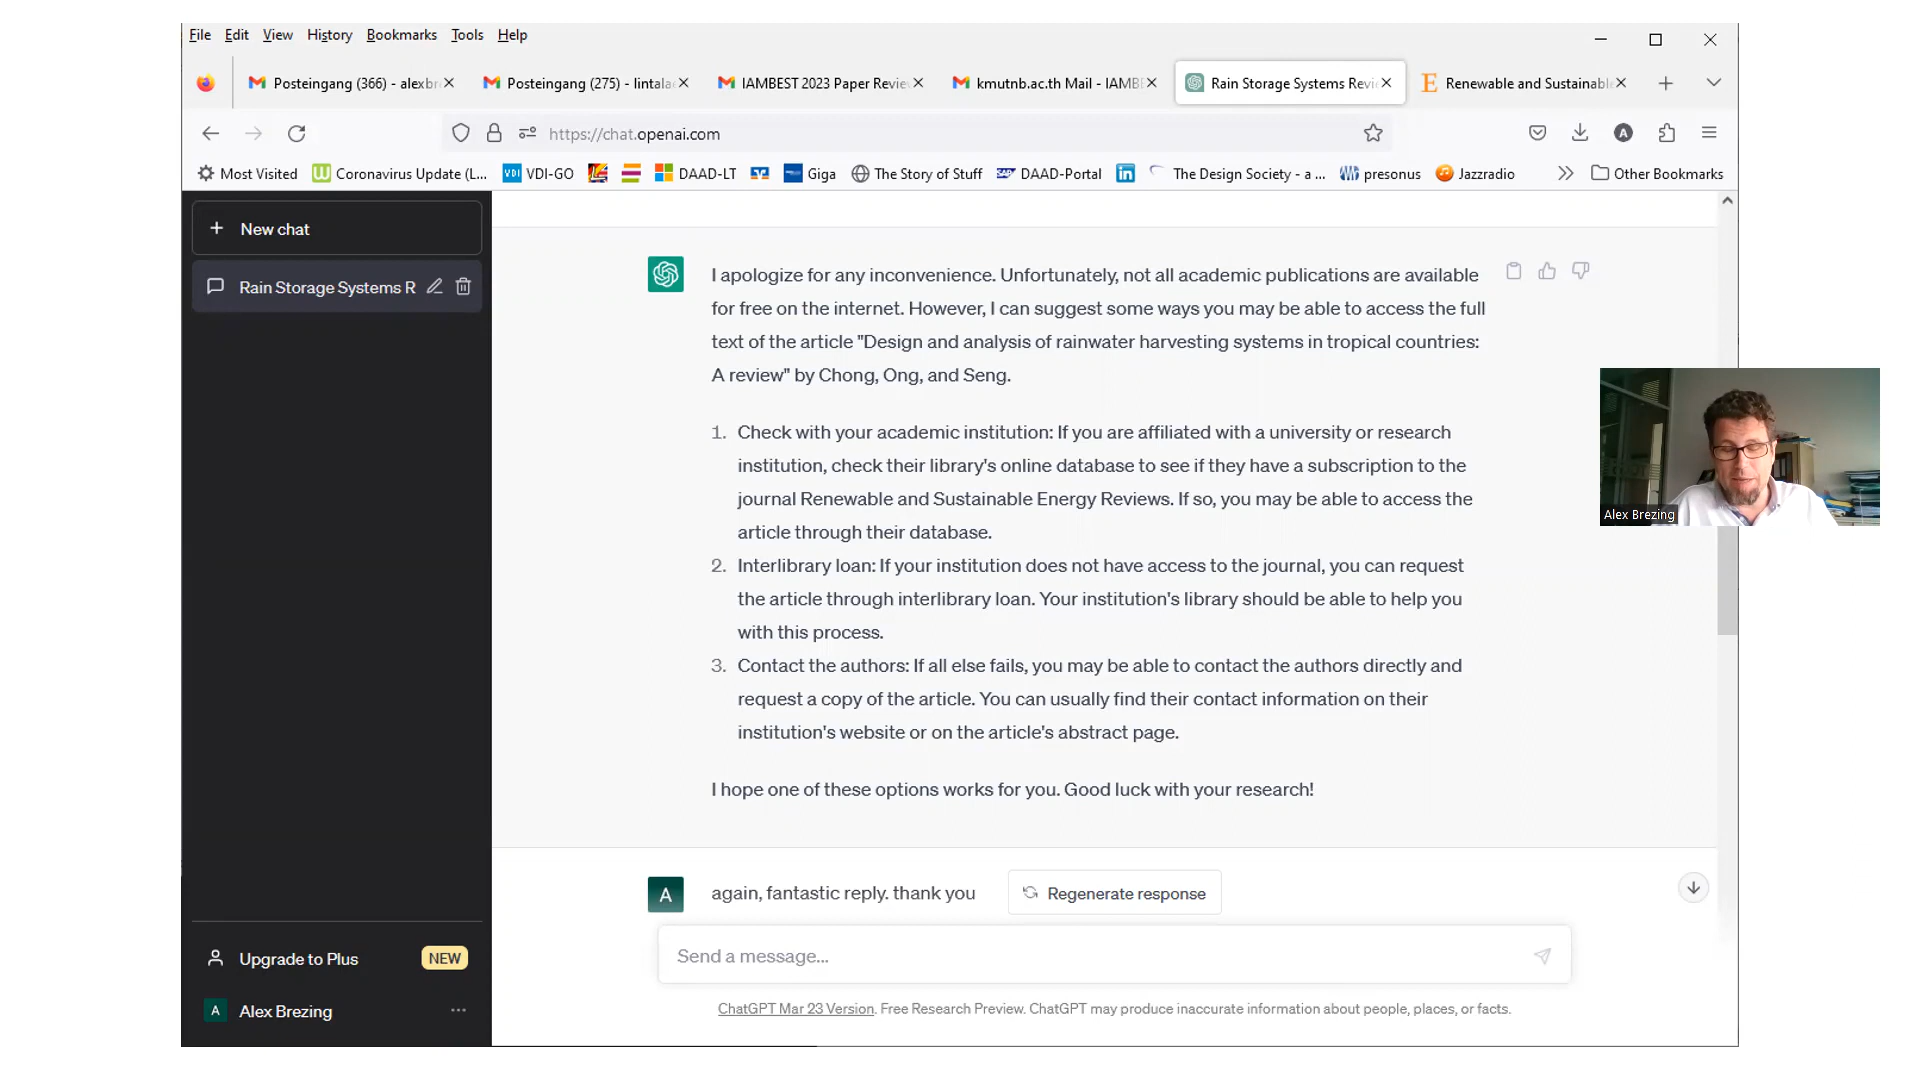 File Edit View History Bookmarks Tools Help
Posteingang (366) - alexbr
Posteingang (275) - lintala
IAMBEST 2023 Paper Revie
kmutnb.ac.th Mail - IAMB
Rain Storage Systems Revi
E Renewable and Sustainabl
https://chat.openai.com
A
Most Visited
Coronavirus Update (L...
VDI VDI-GO
DAAD-LT
Giga
The Story of Stuff
SAP DAAD-Portal
in
The Design Society - a ...
presonus
Jazzradio
Other Bookmarks
+ New chat
Rain Storage Systems R
I apologize for any inconvenience. Unfortunately, not all academic publications are available
for free on the internet. However, I can suggest some ways you may be able to access the full
text of the article "Design and analysis of rainwater harvesting systems in tropical countries:
A review" by Chong, Ong, and Seng.
1. Check with your academic institution: If you are affiliated with a university or research
institution, check their library's online database to see if they have a subscription to the
journal Renewable and Sustainable Energy Reviews. If so, you may be able to access the
article through their database.
2. Interlibrary loan: If your institution does not have access to the journal, you can request
the article through interlibrary loan. Your institution's library should be able to help you
with this process.
3. Contact the authors: If all else fails, you may be able to contact the authors directly and
request a copy of the article. You can usually find their contact information on their
institution's website or on the article's abstract page.
I hope one of these options works for you. Good luck with your research!
Alex Brezing
A again, fantastic reply. thank you
Regenerate response
Send a message...
ChatGPT Mar 23 Version. Free Research Preview. ChatGPT may produce inaccurate information about people, places, or facts.
Upgrade to Plus NEW
A Alex Brezing ...